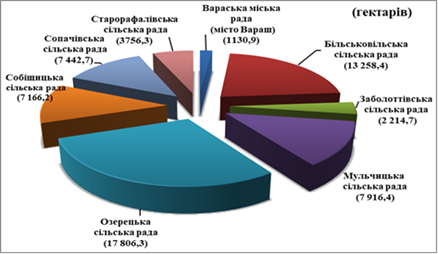 (гектарів)
Вараська міська
рада
(місто Вараш)
(1130,9)
Більськовільська
сільська рада
(13 258,4)
Заболоттівська
сільська рада
(2 214,7)
Мульчицька
сільська рада
(7 916,4)
Озерецька
сільська рада
(17 806,3)
Собіщицька
сільська рада
(7 166,2)
Сопачівська
сільська рада
(7 442,7)
Старорафалівська
сільська рада
(3756,3)